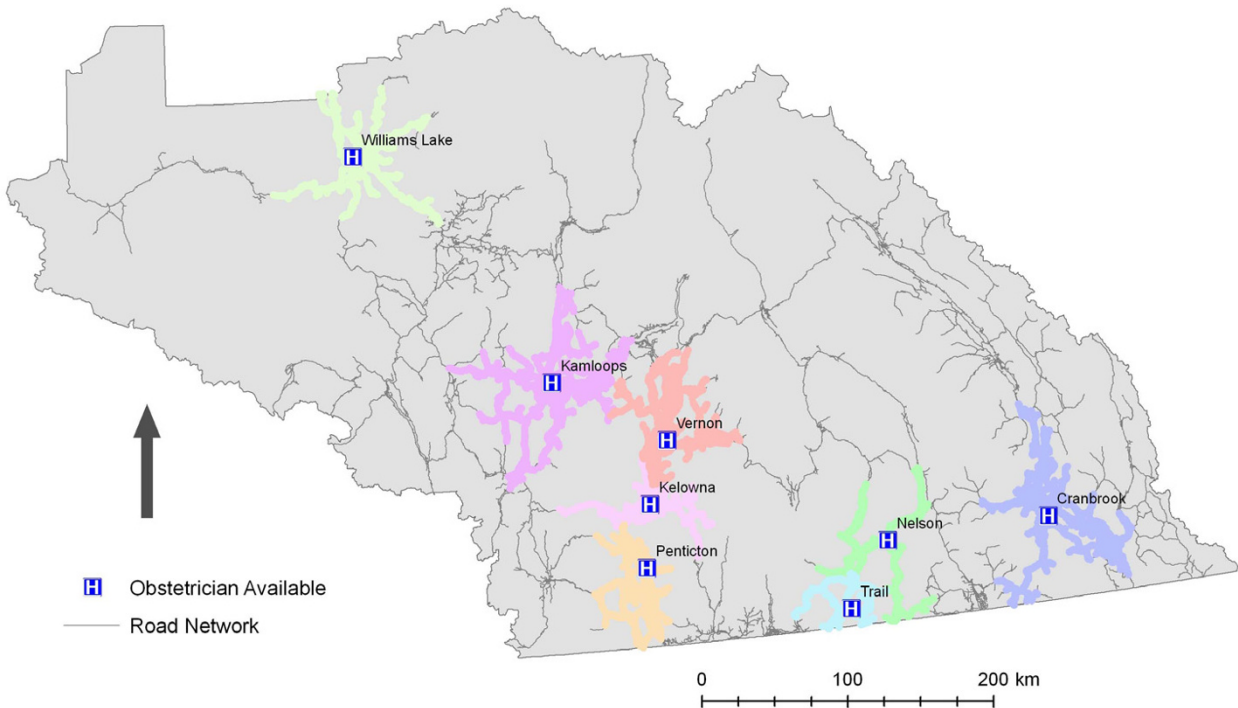 Williams Lake
H
Kamloops
H
Vernon
H
Kelowna
H
Cranbrook
H
Nelson
H
Penticton
H
Trail
H
H Obstetrician Available
Road Network
0 100 200 km